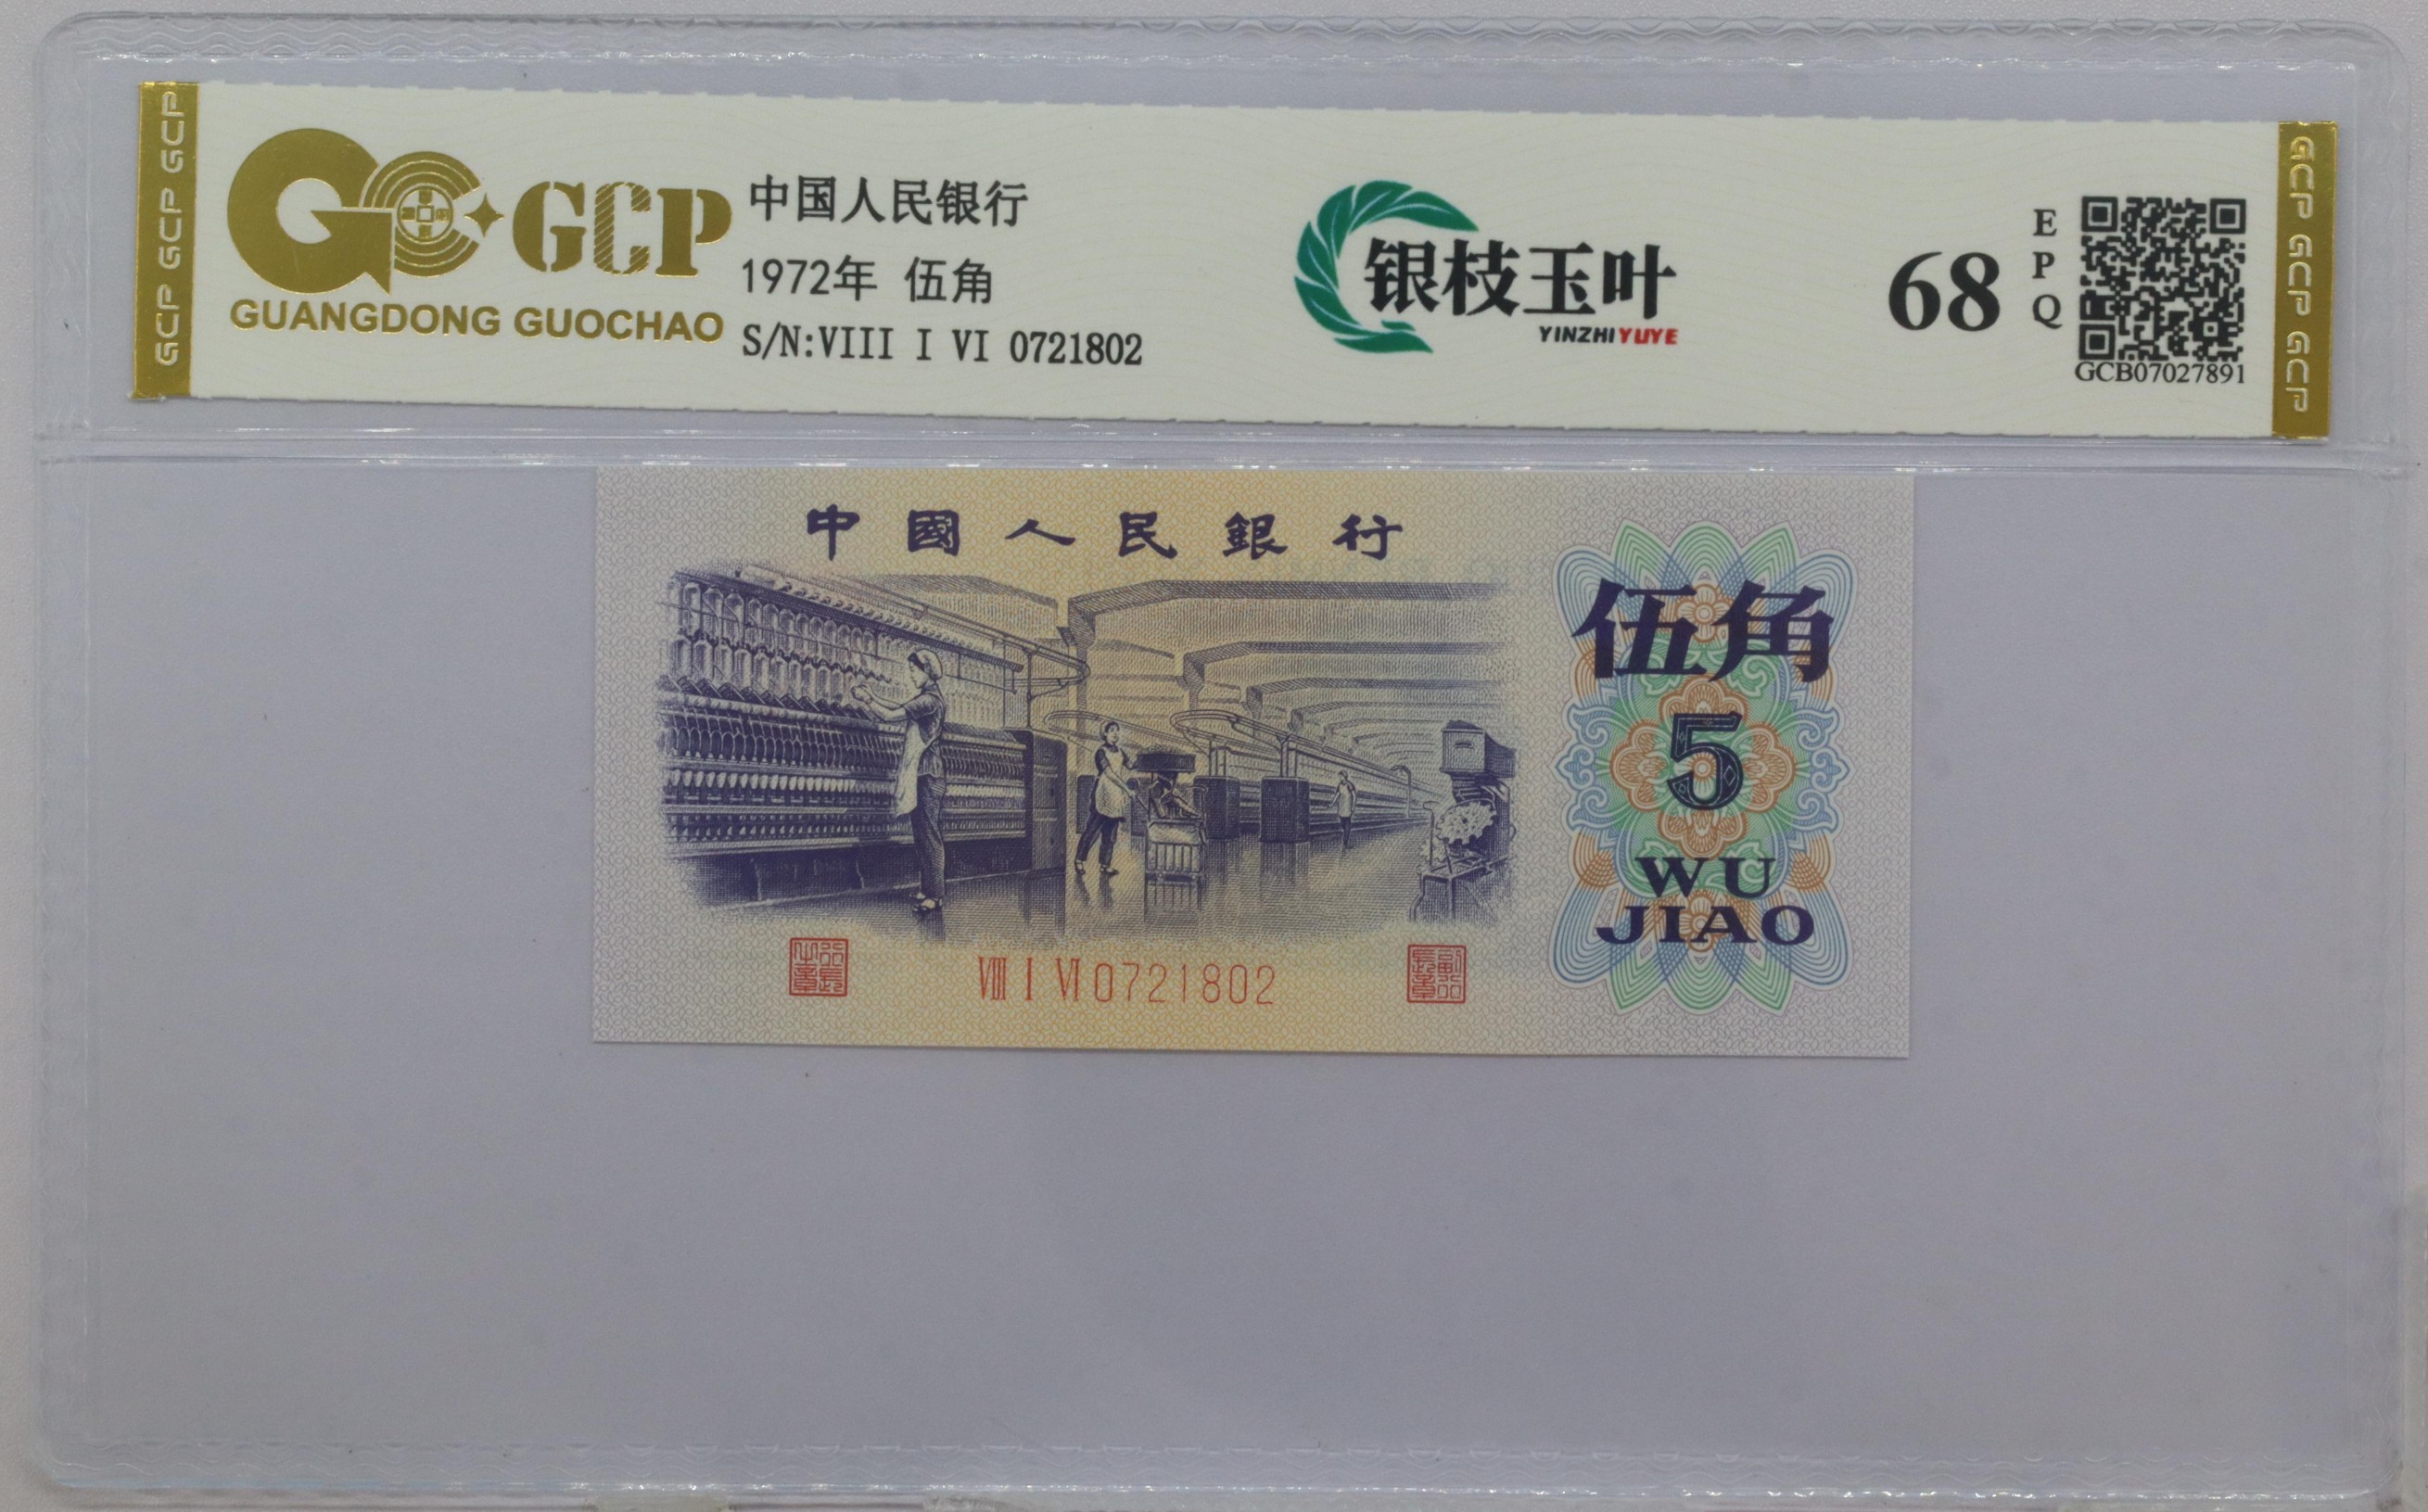 GCP GCP GCP
GCP
GUANGDONG GUOCHAO
中国人民银行
1972年 伍角
S/N:VIII I VI 0721802
银枝玉叶
YINZHIYUYE
68
EPQ
GCB07027891
GCP GCP GCP
中國人民銀行
伍角
5
WU
JIAO
VIII I VI 0721802